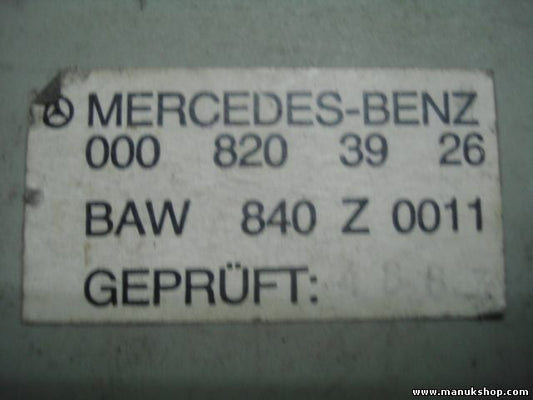 MERCEDES-BENZ
000 820 39 26
BAW 840 Z 0011
GEPRÜFT:
www.manukshop.com